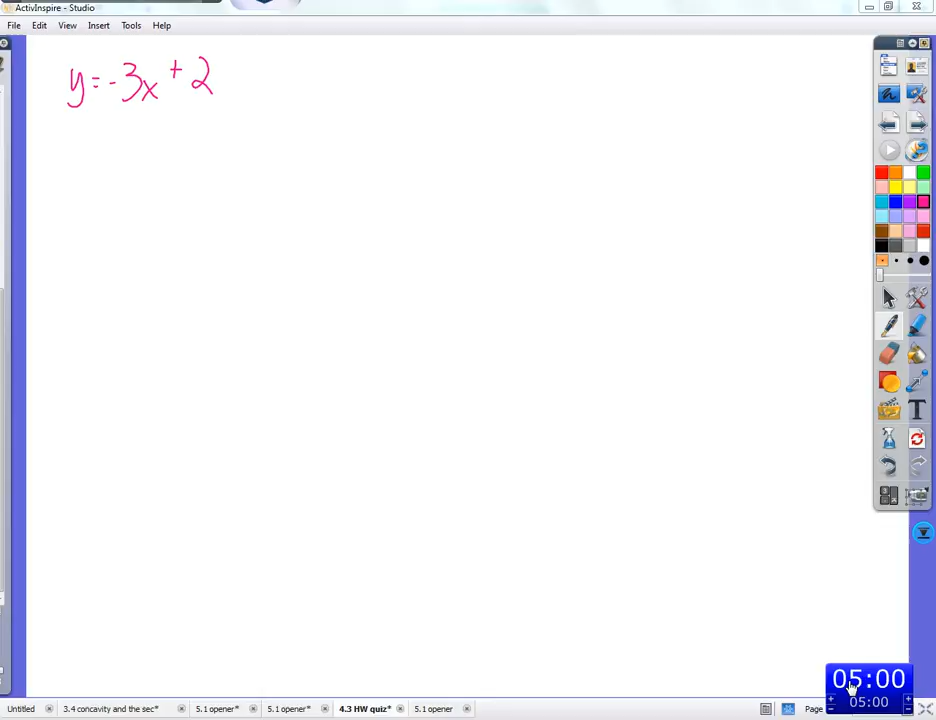 ActivInspire - Studio
File Edit View Insert Tools Help
y=-3x+2
05:00
05:00
Untitled 3.4 concavity and the sec* 5.1 opener* 5.1 opener* 4.3 HW quiz* 5.1 opener Page